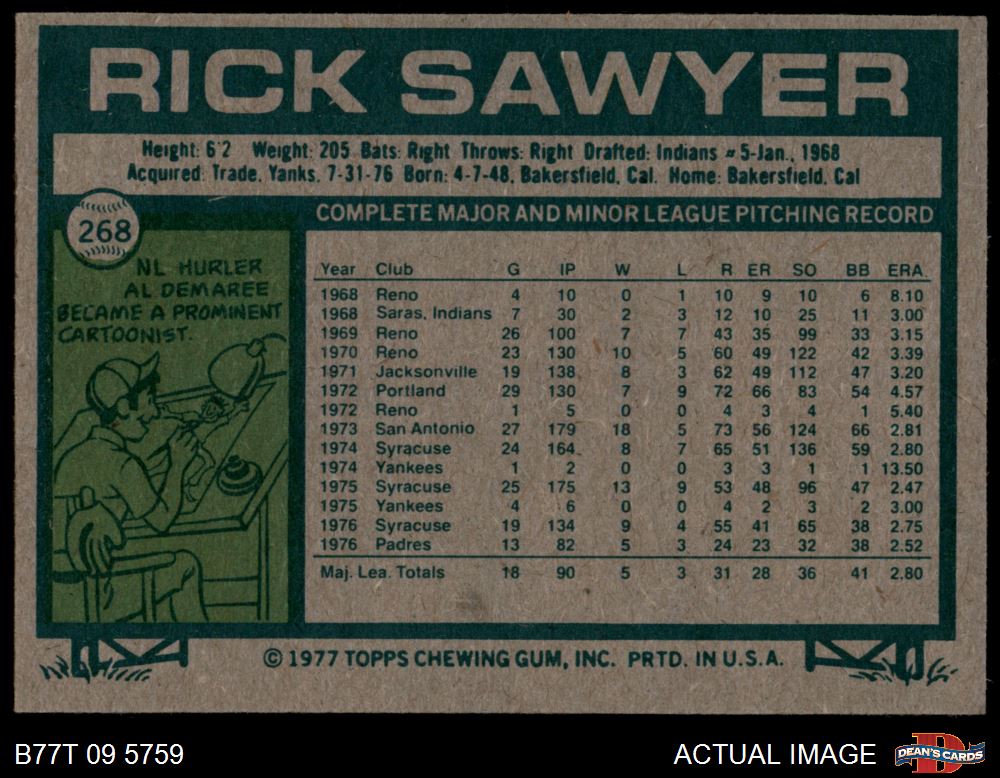 RICK SAWYER
Height: 6'2 Weight: 205 Bats: Right Throws: Right Drafted: Indians #5-Jan., 1968
Acquired: Trade, Yanks, 7-31-76 Born: 4-7-48, Bakersfield, Cal. Home: Bakersfield, Cal
268
NL HURLER
AL DEMAREE
BECAME A PROMINENT
CARTOONIST.
COMPLETE MAJOR AND MINOR LEAGUE PITCHING RECORD
Year Club G IP W L R ER SO BB ERA
1968 Reno 4 10 0 1 10 9 10 6 8.10
1968 Saras. Indians 7 30 2 3 12 10 25 11 3.00
1969 Reno 26 100 7 7 43 35 99 33 3.15
1970 Reno 23 130 10 5 60 49 122 42 3.39
1971 Jacksonville 19 138 8 3 62 49 112 47 3.20
1972 Portland 29 130 7 9 72 66 83 54 4.57
1972 Reno 1 5 0 0 4 3 4 1 5.40
1973 San Antonio 27 179 18 5 73 56 124 66 2.81
1974 Syracuse 24 164 8 7 65 51 136 59 2.80
1974 Yankees 1 2 0 0 3 3 1 1 13.50
1975 Syracuse 25 175 13 9 53 48 96 47 2.47
1975 Yankees 4 6 0 0 4 2 3 2 3.00
1976 Syracuse 19 134 9 4 55 41 65 38 2.75
1976 Padres 13 82 5 3 24 23 32 38 2.52
Maj. Lea. Totals 18 90 5 3 31 28 36 41 2.80
© 1977 TOPPS CHEWING GUM, INC. PRTD. IN U.S.A.
B77T 09 5759
ACTUAL IMAGE
D
DEAN'S CARDS